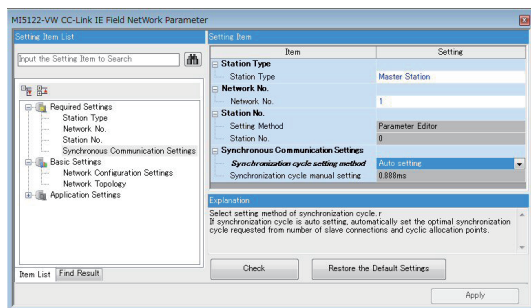 MI5122-VW CC-Link IE Field NetWork Parameter
Setting Item List
Input the Setting Item to Search
Required Settings
Station Type
Network No.
Station No.
Synchronous Communication Settings
Basic Settings
Network Configuration Settings
Network Topology
Application Settings
Item List
Find Result
Setting Item
Item Setting
Station Type
Station Type Master Station
Network No.
Network No. 1
Station No.
Setting Method Parameter Editor
Station No. 0
Synchronous Communication Settings
Synchronization cycle setting method Auto setting
Synchronization cycle manual setting 0.888ms
Explanation
Select setting method of synchronization cycle. r
If synchronization cycle is auto setting, automatically set the optimal synchronization
cycle requested from number of slave connections and cyclic allocation points.
Check
Restore the Default Settings
Apply